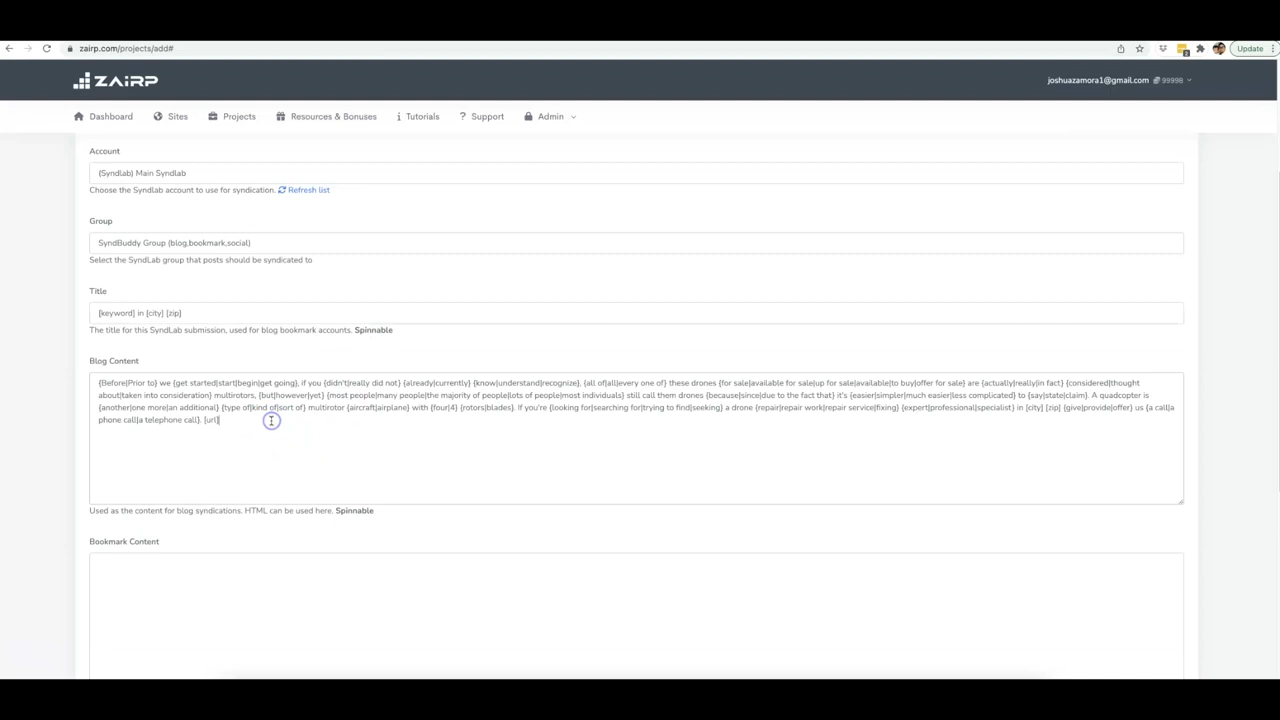 zairp.com/projects/add#
Update
ZAIRP
joshuazamora1@gmail.com 99998
Dashboard Sites Projects Resources & Bonuses Tutorials Support Admin
Account
(Syndlab) Main Syndlab
Choose the Syndlab account to use for syndication. Refresh list
Group
SyndBuddy Group (blog,bookmark,social)
Select the SyndLab group that posts should be syndicated to
Title
[keyword] in [city] [zip]
The title for this SyndLab submission, used for blog bookmark accounts. Spinnable
Blog Content
{Before|Prior to} we {get started|start|begin|get going}, if you {didn't|really did not} {already|currently} {know|understand|recognize}, {all of|all|every one of} these drones {for sale|available for sale|up for sale|available|to buy|offer for sale} are {actually|really|in fact} {considered|thought
about|taken into consideration} multirotors, {but|however|yet} {most people|many people|the majority of people|lots of people|most individuals} still call them drones {because|since|due to the fact that} it's {easier|simpler|much easier|less complicated} to {say|state|claim}. A quadcopter is
{another|one more|an additional} {type of|kind of|sort of} multirotor {aircraft|airplane} with {four|4} {rotors|blades}. If you're {looking for|searching for|trying to find|seeking} a drone {repair|repair work|repair service|fixing} {expert|professional|specialist} in [city] [zip] {give|provide|offer} us {a call|a
phone call|a telephone call}. [url]
Used as the content for blog syndications. HTML can be used here. Spinnable
Bookmark Content